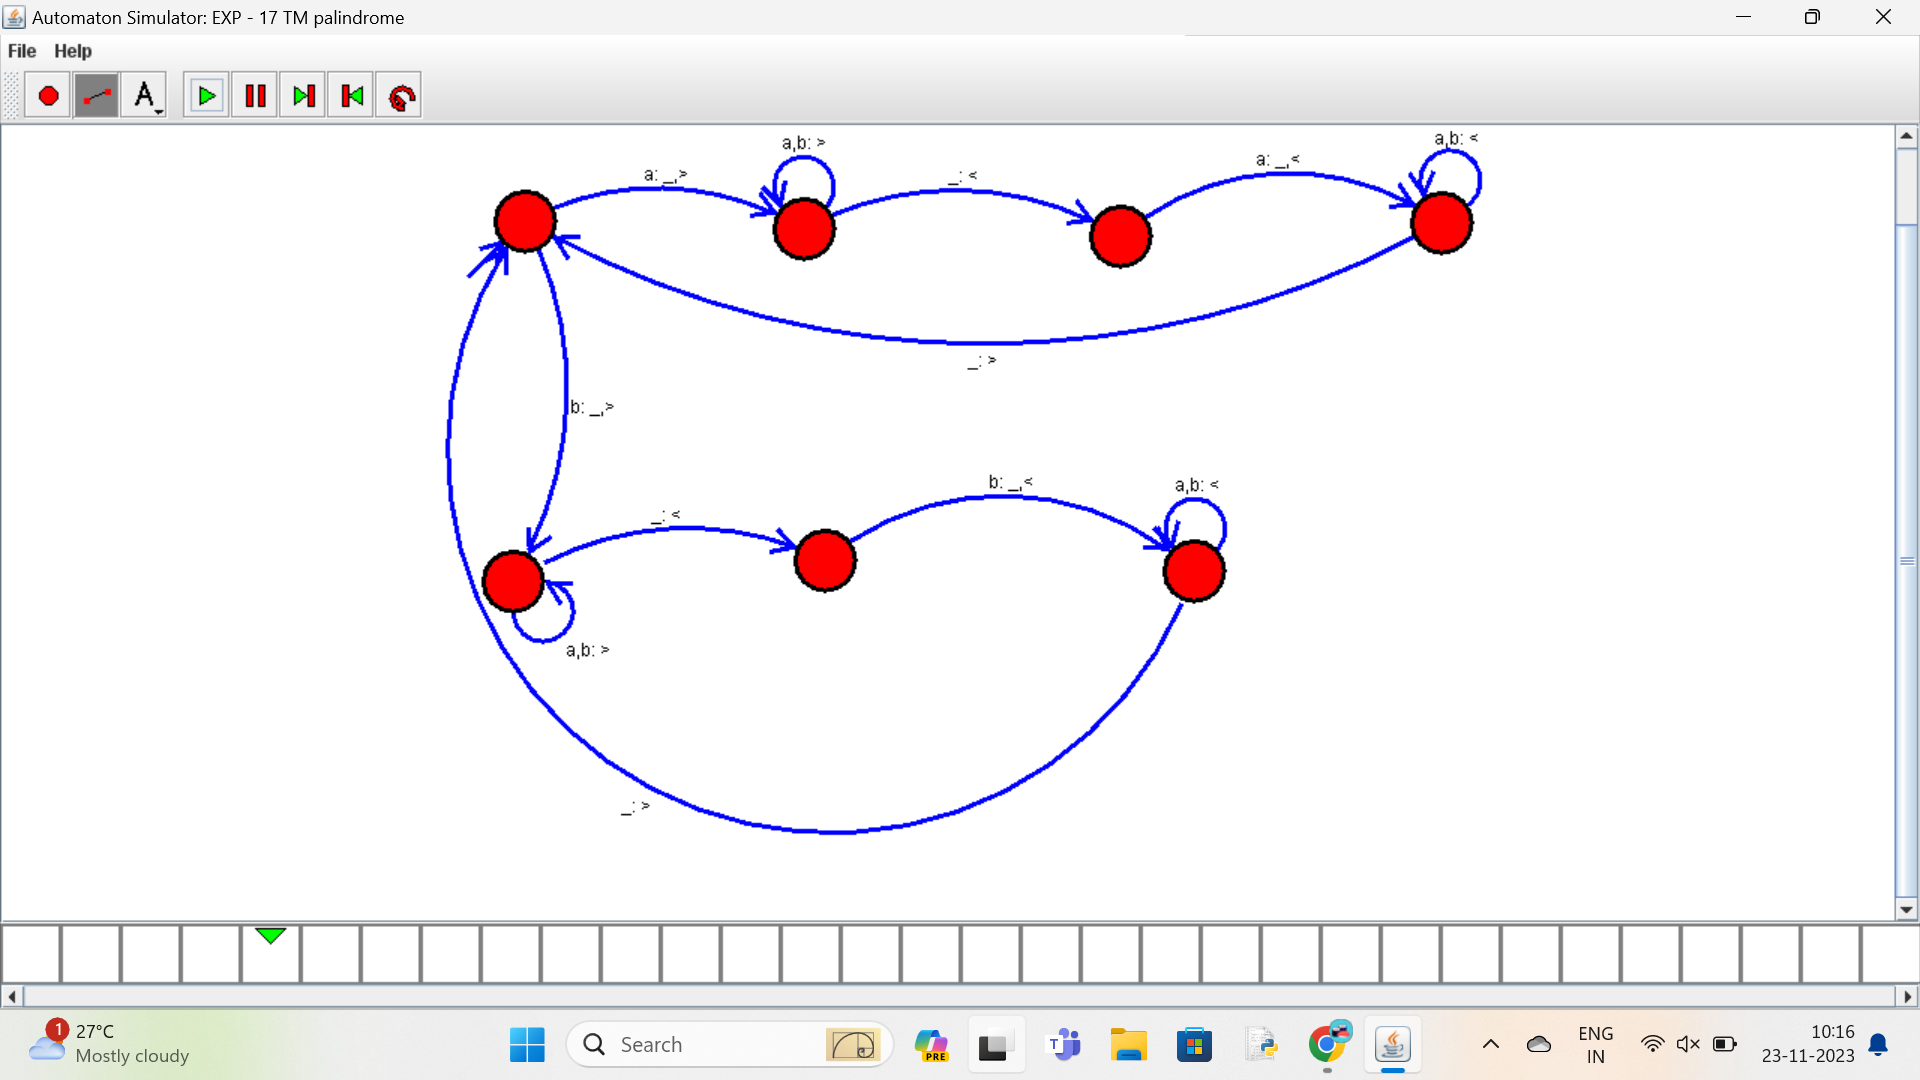 Automaton Simulator: EXP - 17 TM palindrome
File Help
A
a,b: >
a,b: <
a: _,>
_: <
a: _,<
_: >
b: _,>
_: <
b: _,<
a,b: <
a,b: >
_: >
1
27°C
Mostly cloudy
Search
PRE
T
ENG
IN
10:16
23-11-2023